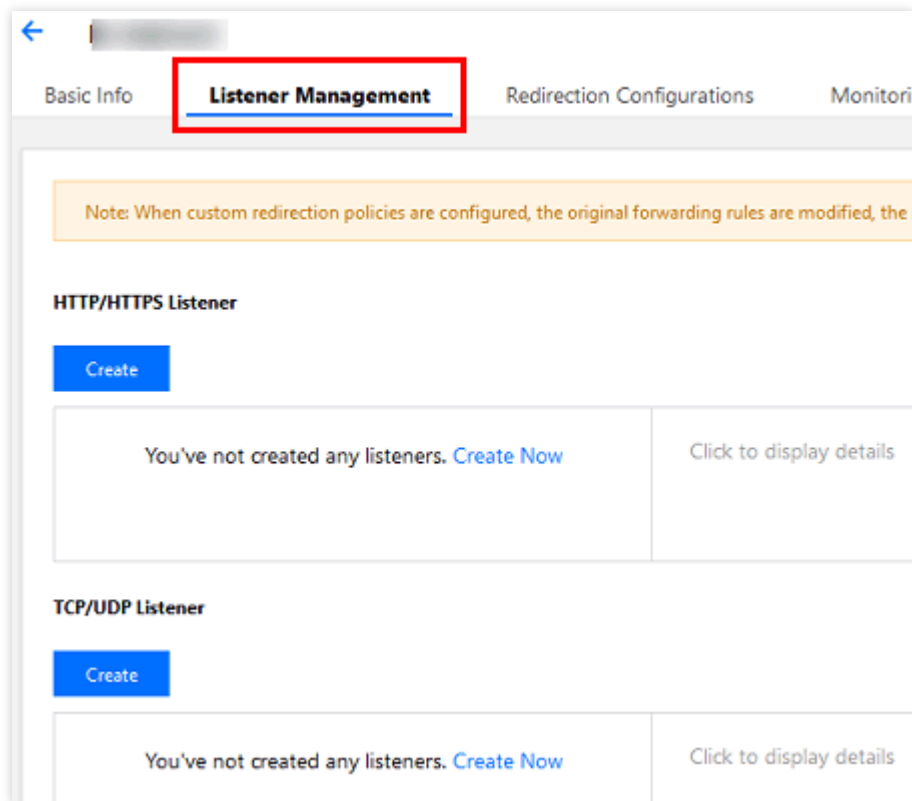 Basic Info Listener Management Redirection Configurations Monitori
Note: When custom redirection policies are configured, the original forwarding rules are modified, the
HTTP/HTTPS Listener
Create
You've not created any listeners. Create Now Click to display details
TCP/UDP Listener
Create
You've not created any listeners. Create Now Click to display details